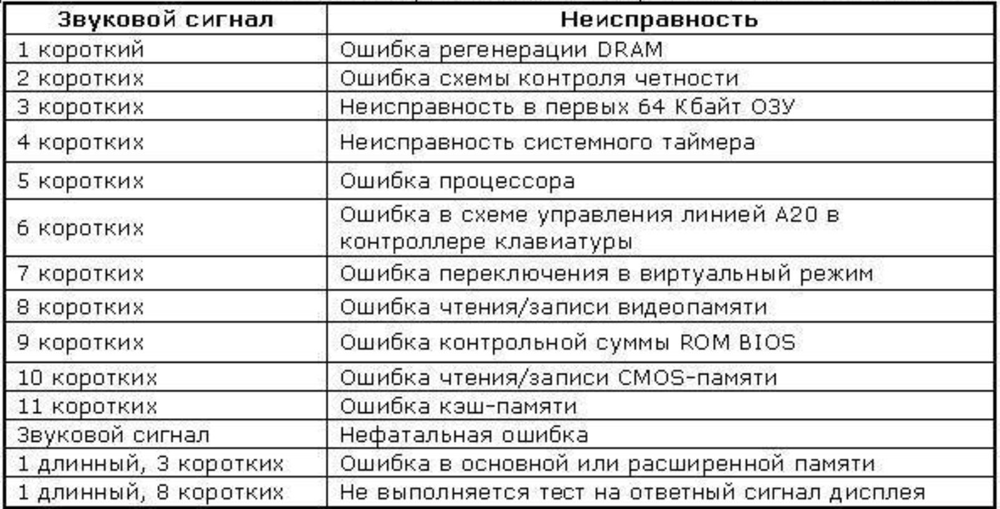 Звуковой сигнал Неисправность
1 короткий Ошибка регенерации DRAM
2 коротких Ошибка схемы контроля четности
3 коротких Неисправность в первых 64 Кбайт ОЗУ
4 коротких Неисправность системного таймера
5 коротких Ошибка процессора
6 коротких Ошибка в схеме управления линией А20 в
контроллере клавиатуры
7 коротких Ошибка переключения в виртуальный режим
8 коротких Ошибка чтения/записи видеопамяти
9 коротких Ошибка контрольной суммы ROM BIOS
10 коротких Ошибка чтения/записи CMOS-памяти
11 коротких Ошибка кэш-памяти
Звуковой сигнал Нефатальная ошибка
1 длинный, 3 коротких Ошибка в основной или расширенной памяти
1 длинный, 8 коротких Не выполняется тест на ответный сигнал дисплея